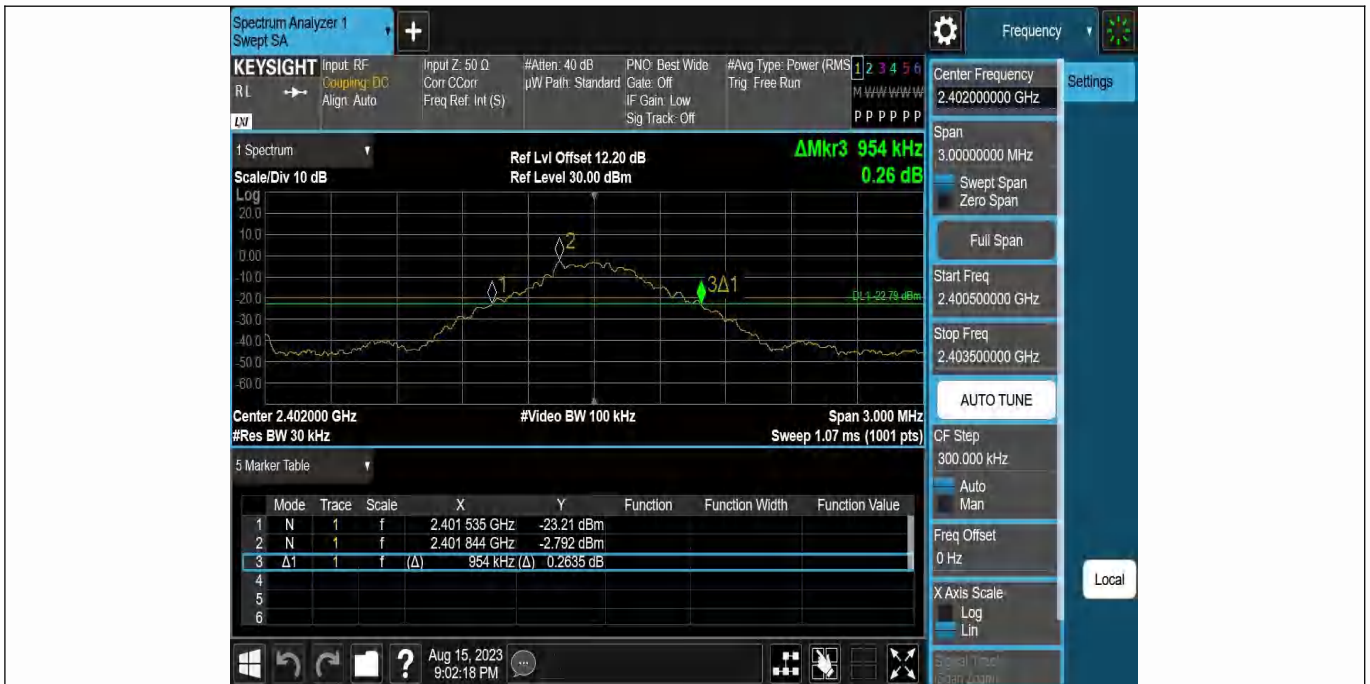 Spectrum Analyzer 1
Swept SA
+
Frequency
KEYSIGHT
RL
LXI
Input: RF
Coupling: DC
Align: Auto
Input Z: 50 Ω
Corr CCorr
Freq Ref: Int (S)
#Atten: 40 dB
µW Path: Standard
PNO: Best Wide
Gate: Off
IF Gain: Low
Sig Track: Off
#Avg Type: Power (RMS
Trig: Free Run
1 2 3 4 5 6
M W W W W W
P P P P P P
1 Spectrum
Scale/Div 10 dB
Ref Lvl Offset 12.20 dB
Ref Level 30.00 dBm
ΔMkr3 954 kHz
0.26 dB
Log
20.0
10.0
0.00
-10.0
-20.0
-30.0
-40.0
-50.0
-60.0
1
2
3Δ1
DL1 -22.79 dBm
Center 2.402000 GHz
#Res BW 30 kHz
#Video BW 100 kHz
Span 3.000 MHz
Sweep 1.07 ms (1001 pts)
5 Marker Table
Mode Trace Scale X Y Function Function Width Function Value
1 N 1 f 2.401 535 GHz -23.21 dBm
2 N 1 f 2.401 844 GHz -2.792 dBm
3 Δ1 1 f (Δ) 954 kHz (Δ) 0.2635 dB
4
5
6
?
Aug 15, 2023
9:02:18 PM
Center Frequency
2.402000000 GHz
Span
3.00000000 MHz
Swept Span
Zero Span
Full Span
Start Freq
2.400500000 GHz
Stop Freq
2.403500000 GHz
AUTO TUNE
CF Step
300.000 kHz
Auto
Man
Freq Offset
0 Hz
X Axis Scale
Log
Lin
Signal Track
(Span Zoom)
Settings
Local